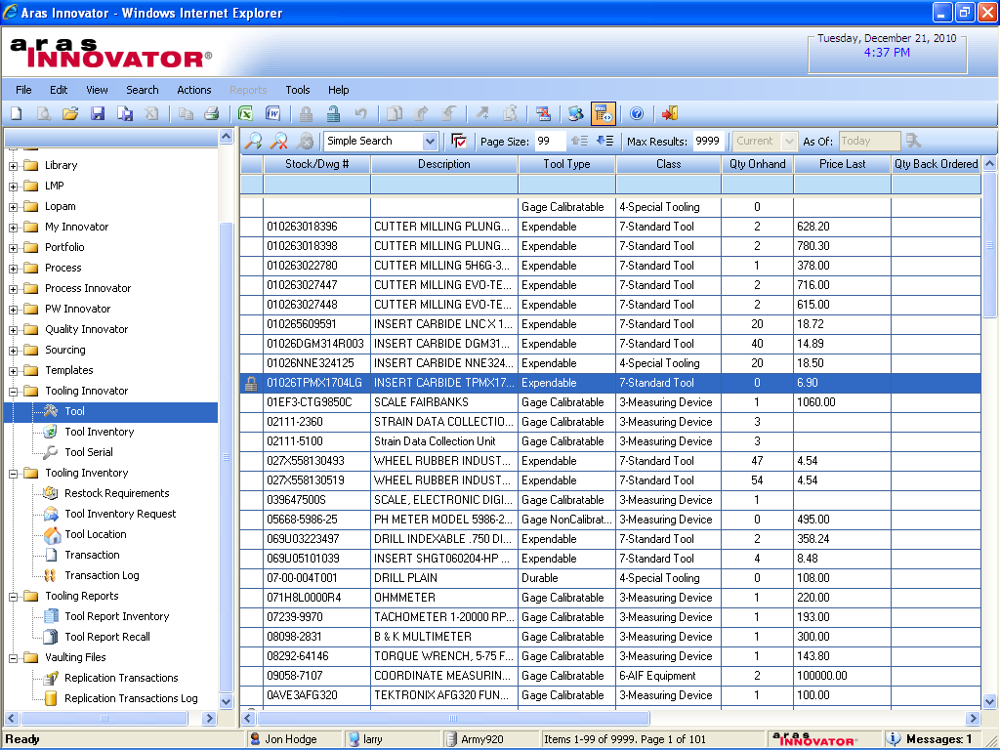 Aras Innovator - Windows Internet Explorer
aras
INNOVATOR®
Tuesday, December 21, 2010
4:37 PM
File Edit View Search Actions Reports Tools Help
Simple Search Page Size: 99 Max Results: 9999 Current As Of: Today
Library
LMP
Lopam
My Innovator
Portfolio
Process
Process Innovator
PW Innovator
Quality Innovator
Sourcing
Templates
Tooling Innovator
Tool
Tool Inventory
Tool Serial
Tooling Inventory
Restock Requirements
Tool Inventory Request
Tool Location
Transaction
Transaction Log
Tooling Reports
Tool Report Inventory
Tool Report Recall
Vaulting Files
Replication Transactions
Replication Transactions Log
Stock/Dwg # Description Tool Type Class Qty Onhand Price Last Qty Back Ordered
Gage Calibratable 4-Special Tooling 0
010263018396 CUTTER MILLING PLUNG... Expendable 7-Standard Tool 2 628.20
010263018398 CUTTER MILLING PLUNG... Expendable 7-Standard Tool 2 780.30
010263022780 CUTTER MILLING 5H6G-3... Expendable 7-Standard Tool 1 378.00
010263027447 CUTTER MILLING EVO-TE... Expendable 7-Standard Tool 2 716.00
010263027448 CUTTER MILLING EVO-TE... Expendable 7-Standard Tool 2 615.00
010265609591 INSERT CARBIDE LNC X 1... Expendable 7-Standard Tool 20 18.72
01026DGM314R003 INSERT CARBIDE DGM31... Expendable 7-Standard Tool 40 14.89
01026NNE324125 INSERT CARBIDE NNE324... Expendable 4-Special Tooling 20 18.50
01026TPMX1704LG INSERT CARBIDE TPMX17... Expendable 7-Standard Tool 0 6.90
01EF3-CTG9850C SCALE FAIRBANKS Gage Calibratable 3-Measuring Device 1 1060.00
02111-2360 STRAIN DATA COLLECTIO... Gage Calibratable 3-Measuring Device 3
02111-5100 Strain Data Collection Unit Gage Calibratable 3-Measuring Device 3
027X558130493 WHEEL RUBBER INDUST... Expendable 7-Standard Tool 47 4.54
027X558130519 WHEEL RUBBER INDUST... Expendable 7-Standard Tool 54 4.54
039647500S SCALE, ELECTRONIC DIGI... Gage Calibratable 3-Measuring Device 1
05668-5986-25 PH METER MODEL 5986-2... Gage NonCalibrat... 3-Measuring Device 0 495.00
069U03223497 DRILL INDEXABLE .750 DI... Expendable 7-Standard Tool 2 358.24
069U05101039 INSERT SHGT060204-HP ... Expendable 7-Standard Tool 4 8.48
07-00-004T001 DRILL PLAIN Durable 4-Special Tooling 0 108.00
071H8L0000R4 OHMMETER Gage Calibratable 3-Measuring Device 1 220.00
07239-9970 TACHOMETER 1-20000 RP... Gage Calibratable 3-Measuring Device 1 193.00
08098-2831 B & K MULTIMETER Gage Calibratable 3-Measuring Device 1 300.00
08292-64146 TORQUE WRENCH, 5-75 F... Gage Calibratable 3-Measuring Device 1 143.80
09058-7107 COORDINATE MEASURIN... Gage Calibratable 6-AIF Equipment 2 100000.00
0AVE3AFG320 TEKTRONIX AFG320 FUN... Gage Calibratable 3-Measuring Device 1 100.00
Ready Jon Hodge larry Army920 Items 1-99 of 9999. Page 1 of 101 aras INNOVATOR Messages: 1